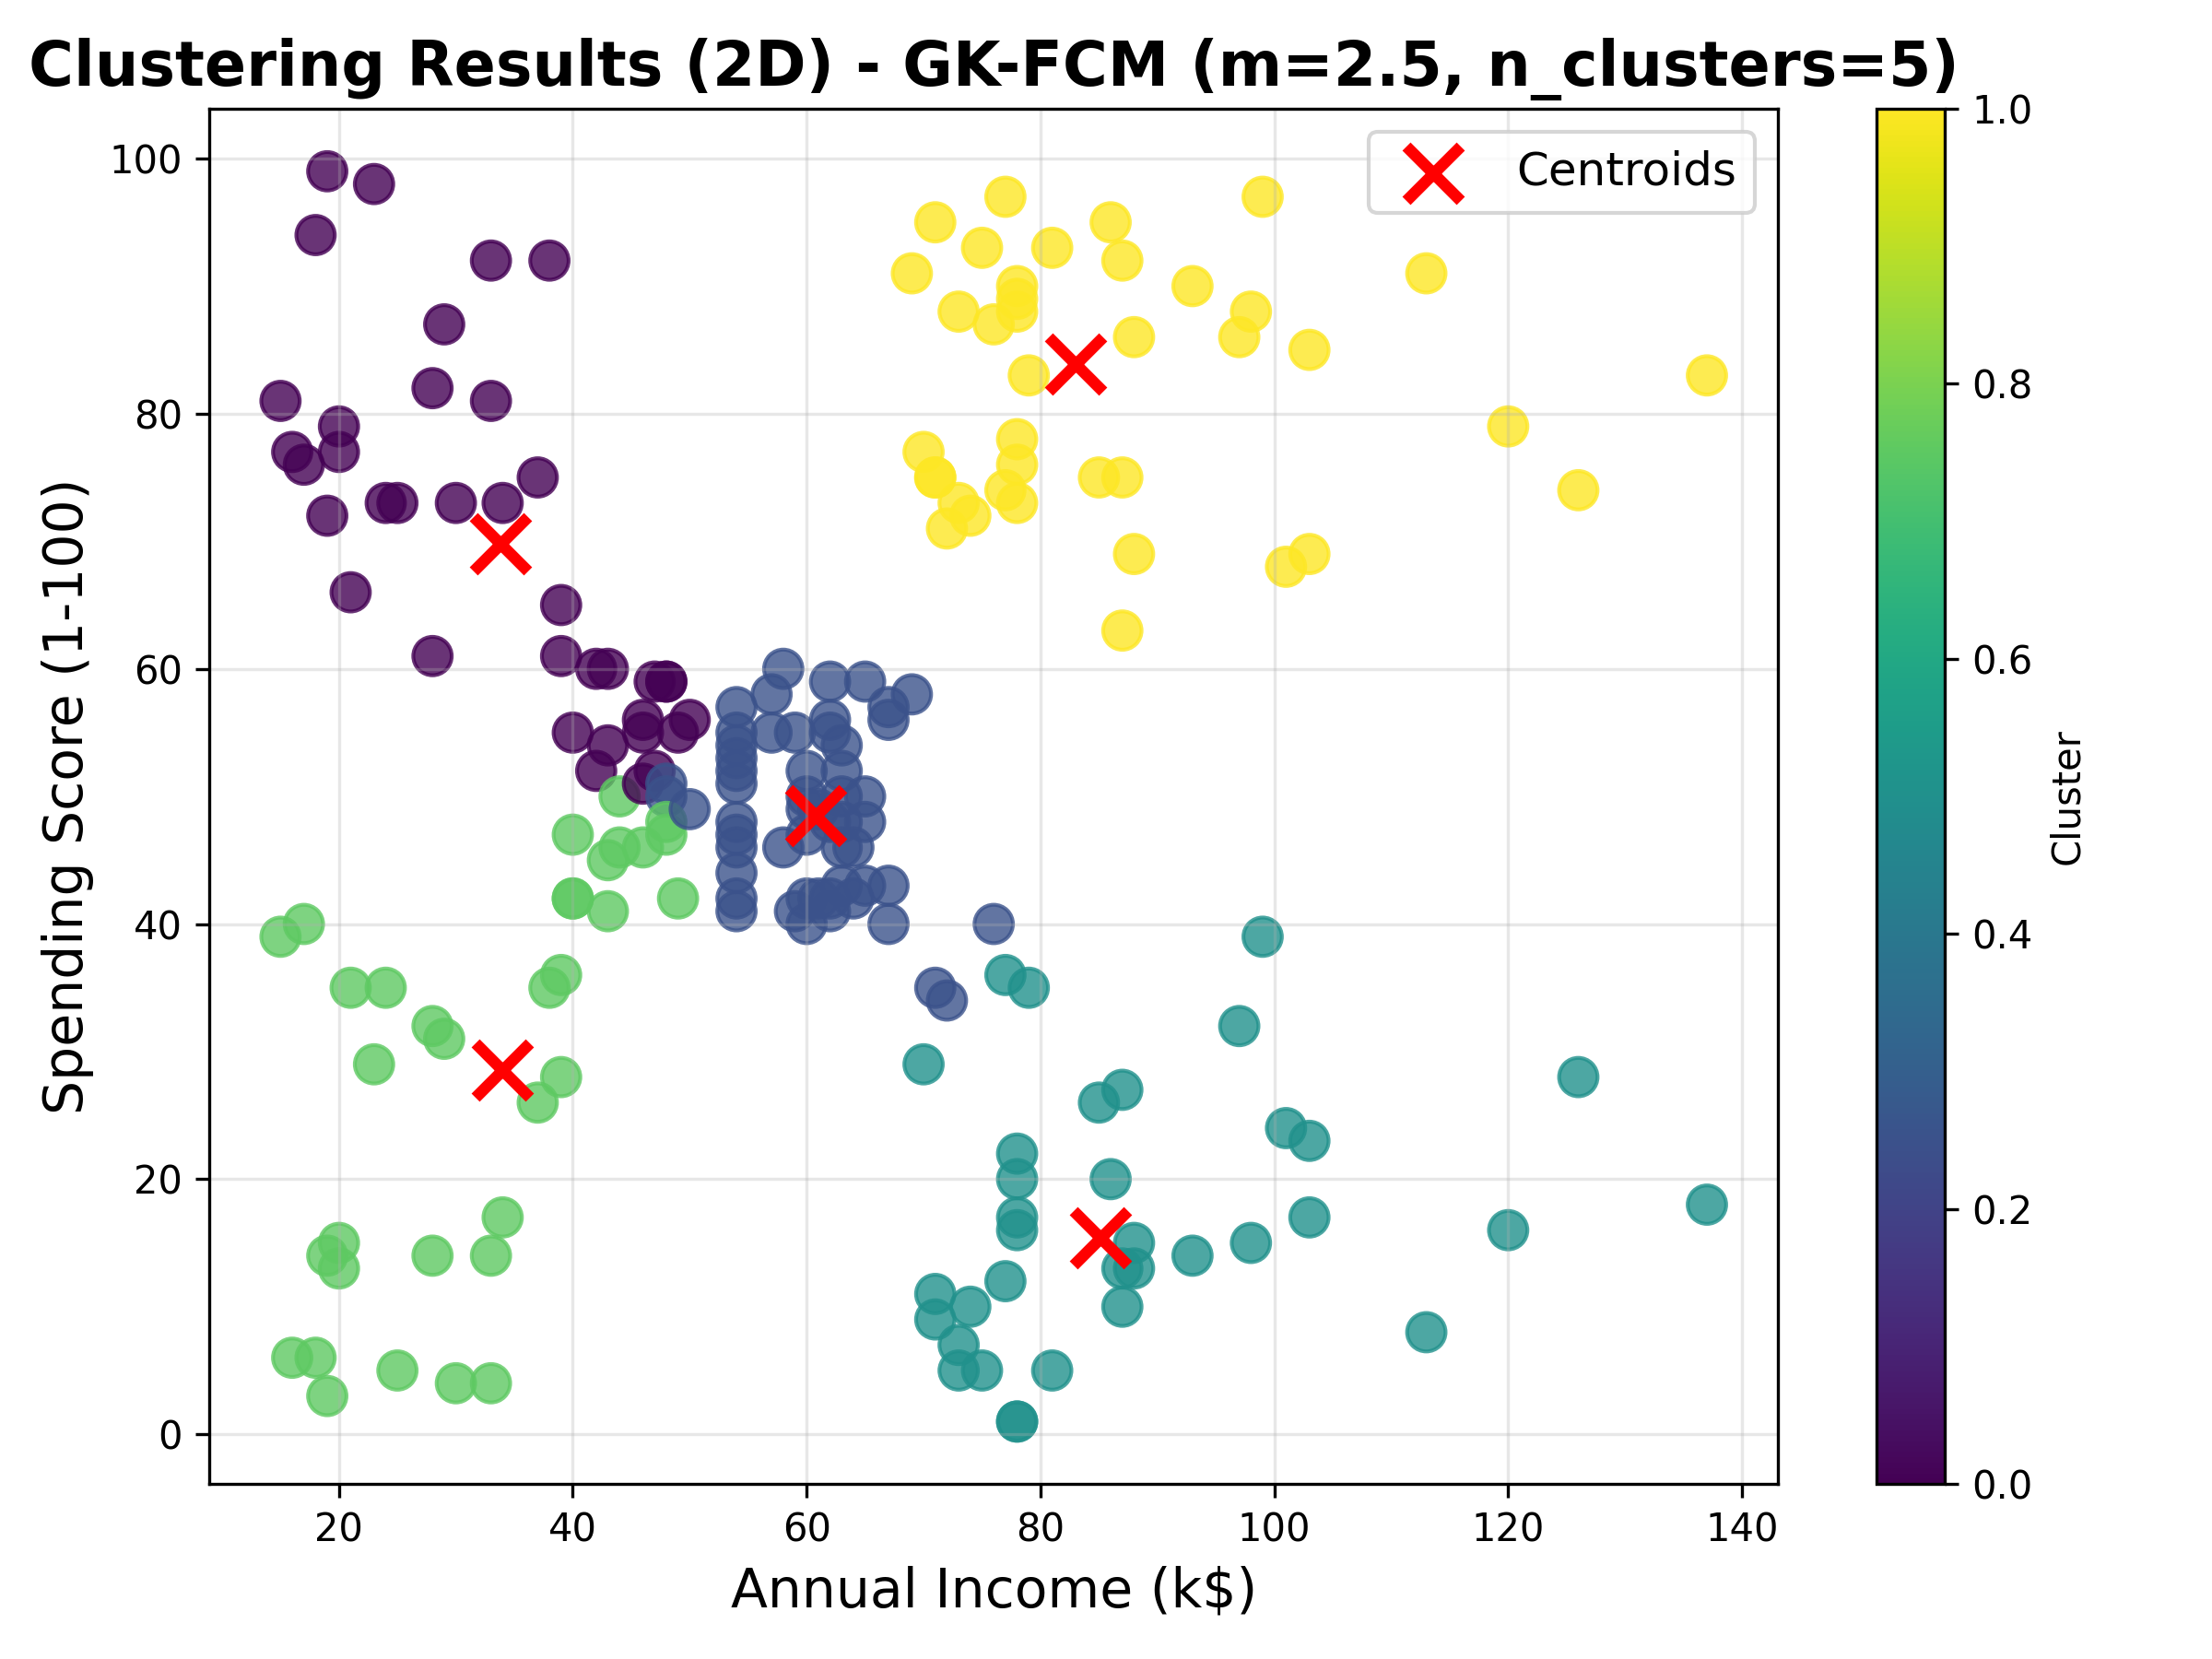 Clustering Results (2D) - GK-FCM (m=2.5, n_clusters=5)
Centroids
Spending Score (1-100)
100
80
60
40
20
0
20 40 60 80 100 120 140
Annual Income (k$)
1.0
0.8
0.6
0.4
0.2
0.0
Cluster